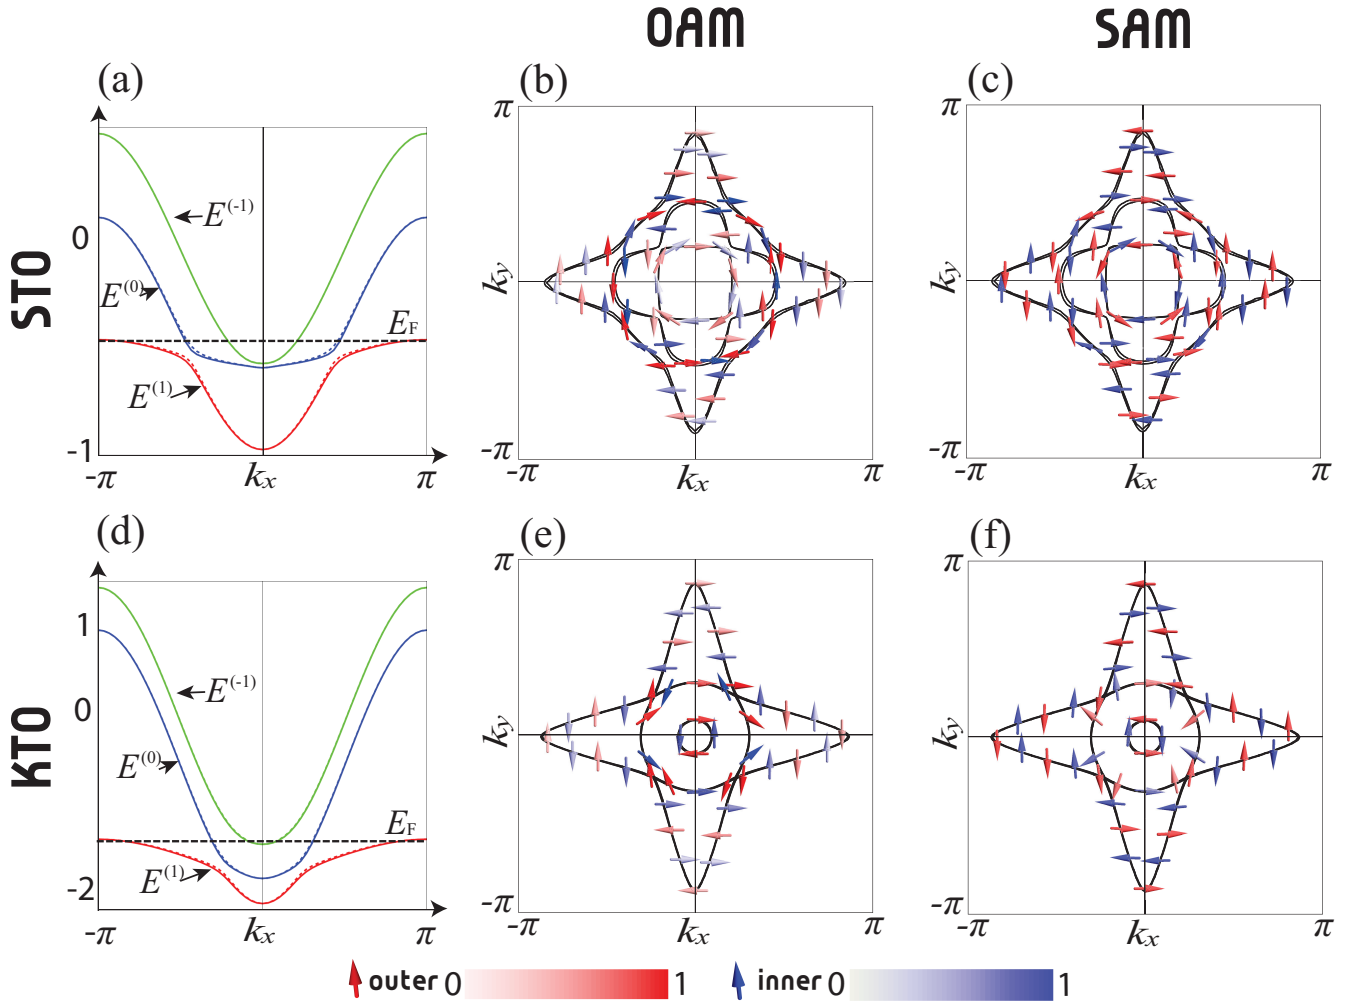 OAM
SAM
(a)
(b)
(c)
STO
0
-1
E(-1)
E(0)
E(1)
EF
-π
kx
π
π
ky
-π
-π
kx
π
π
ky
-π
-π
kx
π
(d)
(e)
(f)
KTO
1
0
-2
E(-1)
E(0)
E(1)
EF
-π
kx
π
π
ky
-π
-π
kx
π
π
ky
-π
-π
kx
π
outer 0 1
inner 0 1